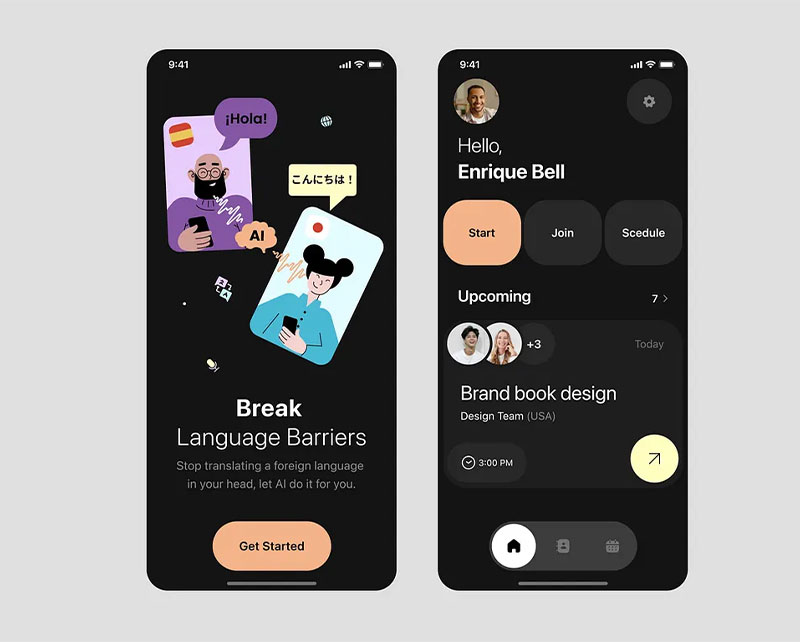 9:41
¡Hola!
こんにちは！
AI
Break
Language Barriers
Stop translating a foreign language
in your head, let AI do it for you.
Get Started
9:41
Hello,
Enrique Bell
Start
Join
Scedule
Upcoming
7
+3
Today
Brand book design
Design Team (USA)
3:00 PM